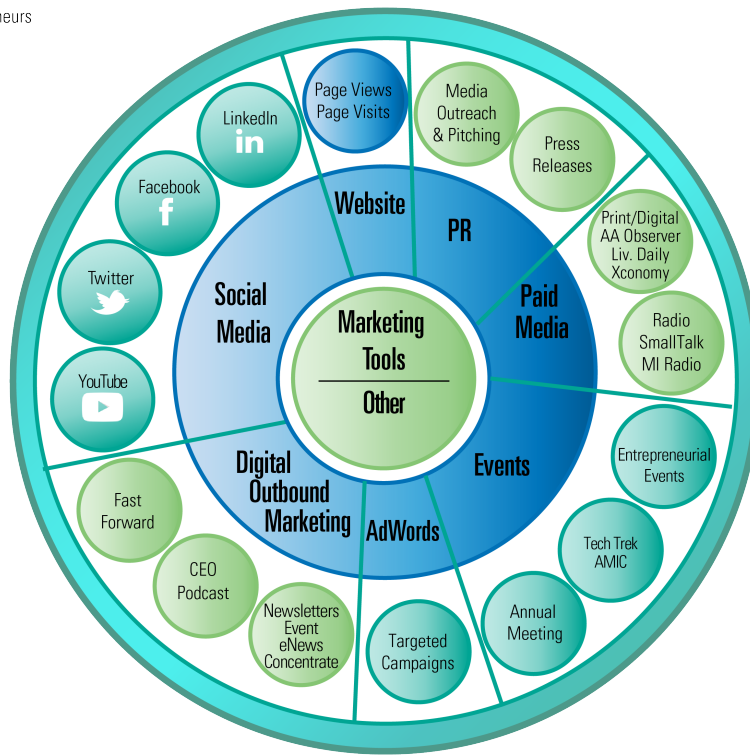 neurs
Page Views
Page Visits
Media
Outreach
& Pitching
Press
Releases
Print/Digital
AA Observer
Liv. Daily
Xconomy
Radio
SmallTalk
MI Radio
Entrepreneurial
Events
Tech Trek
AMIC
Annual
Meeting
Targeted
Campaigns
Newsletters
Event
eNews
Concentrate
CEO
Podcast
Fast
Forward
YouTube
Twitter
Facebook
f
LinkedIn
in
Website
PR
Paid
Media
Events
AdWords
Digital
Outbound
Marketing
Social
Media
Marketing
Tools
Other